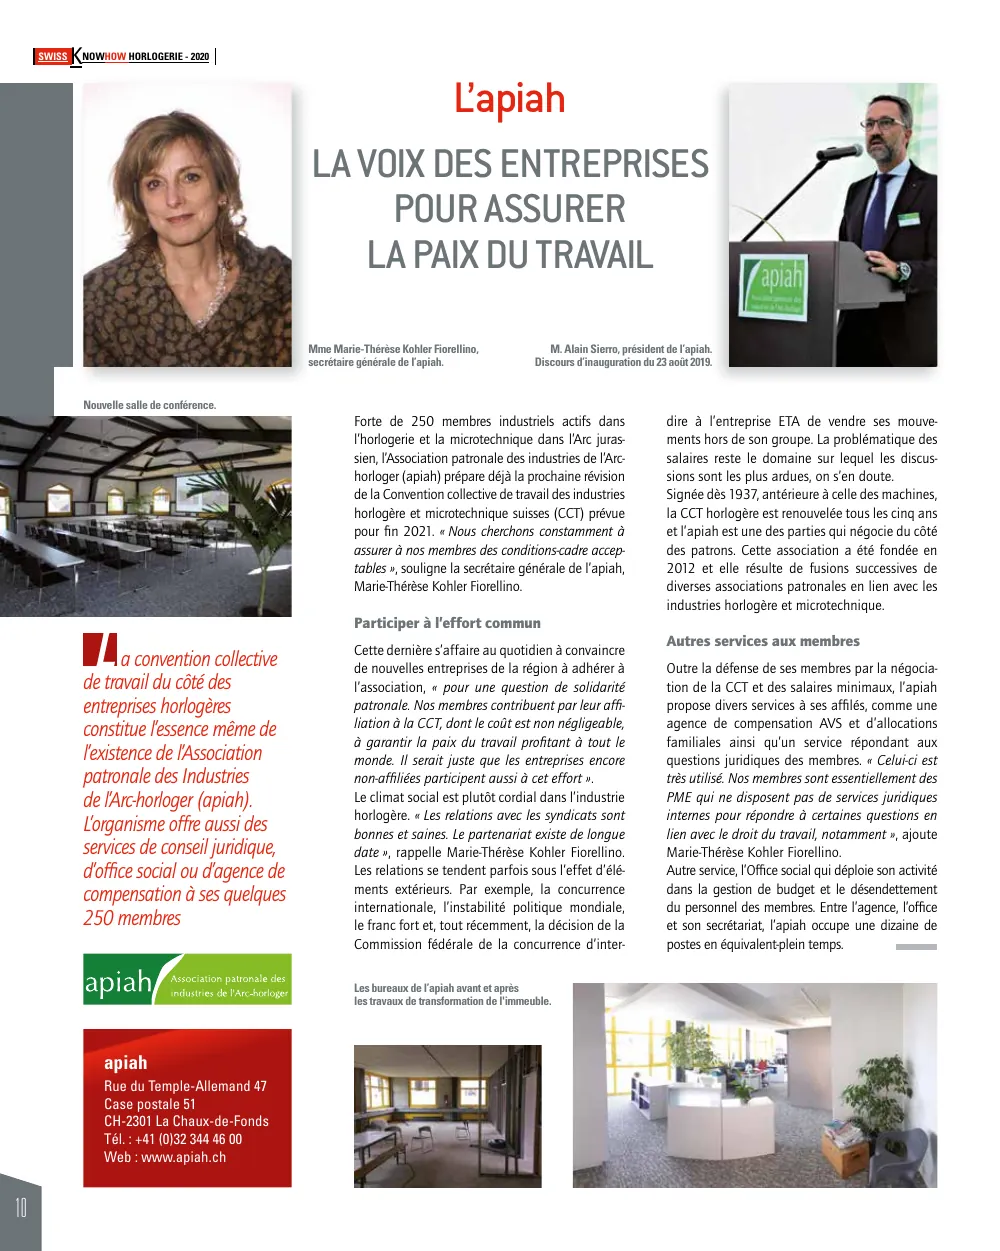 SWISS KNOWHOW HORLOGERIE - 2020
L’apiah
LA VOIX DES ENTREPRISES
POUR ASSURER
LA PAIX DU TRAVAIL
Mme Marie-Thérèse Kohler Fiorellino,
secrétaire générale de l’apiah.
M. Alain Sierro, président de l’apiah.
Discours d’inauguration du 23 août 2019.
apiah
Nouvelle salle de conférence.
La convention collective
de travail du côté des
entreprises horlogères
constitue l’essence même de
l’existence de l’Association
patronale des Industries
de l’Arc-horloger (apiah).
L’organisme offre aussi des
services de conseil juridique,
d’office social ou d’agence de
compensation à ses quelques
250 membres
apiah
Association patronale des
industries de l'Arc-horloger
apiah
Rue du Temple-Allemand 47
Case postale 51
CH-2301 La Chaux-de-Fonds
Tél. : +41 (0)32 344 46 00
Web : www.apiah.ch
Forte de 250 membres industriels actifs dans
l’horlogerie et la microtechnique dans l’Arc juras-
sien, l’Association patronale des industries de l’Arc-
horloger (apiah) prépare déjà la prochaine révision
de la Convention collective de travail des industries
horlogère et microtechnique suisses (CCT) prévue
pour fin 2021. « Nous cherchons constamment à
assurer à nos membres des conditions-cadre accep-
tables », souligne la secrétaire générale de l’apiah,
Marie-Thérèse Kohler Fiorellino.
Participer à l’effort commun
Cette dernière s’affaire au quotidien à convaincre
de nouvelles entreprises de la région à adhérer à
l’association, « pour une question de solidarité
patronale. Nos membres contribuent par leur affi-
liation à la CCT, dont le coût est non négligeable,
à garantir la paix du travail profitant à tout le
monde. Il serait juste que les entreprises encore
non-affiliées participent aussi à cet effort ».
Le climat social est plutôt cordial dans l’industrie
horlogère. « Les relations avec les syndicats sont
bonnes et saines. Le partenariat existe de longue
date », rappelle Marie-Thérèse Kohler Fiorellino.
Les relations se tendent parfois sous l’effet d’élé-
ments extérieurs. Par exemple, la concurrence
internationale, l’instabilité politique mondiale,
le franc fort et, tout récemment, la décision de la
Commission fédérale de la concurrence d’inter-
dire à l’entreprise ETA de vendre ses mouve-
ments hors de son groupe. La problématique des
salaires reste le domaine sur lequel les discus-
sions sont les plus ardues, on s’en doute.
Signée dès 1937, antérieure à celle des machines,
la CCT horlogère est renouvelée tous les cinq ans
et l’apiah est une des parties qui négocie du côté
des patrons. Cette association a été fondée en
2012 et elle résulte de fusions successives de
diverses associations patronales en lien avec les
industries horlogère et microtechnique.
Autres services aux membres
Outre la défense de ses membres par la négocia-
tion de la CCT et des salaires minimaux, l’apiah
propose divers services à ses affilés, comme une
agence de compensation AVS et d’allocations
familiales ainsi qu’un service répondant aux
questions juridiques des membres. « Celui-ci est
très utilisé. Nos membres sont essentiellement des
PME qui ne disposent pas de services juridiques
internes pour répondre à certaines questions en
lien avec le droit du travail, notamment », ajoute
Marie-Thérèse Kohler Fiorellino.
Autre service, l’Office social qui déploie son activité
dans la gestion de budget et le désendettement
du personnel des membres. Entre l’agence, l’office
et son secrétariat, l’apiah occupe une dizaine de
postes en équivalent-plein temps.
Les bureaux de l’apiah avant et après
les travaux de transformation de l'immeuble.
10